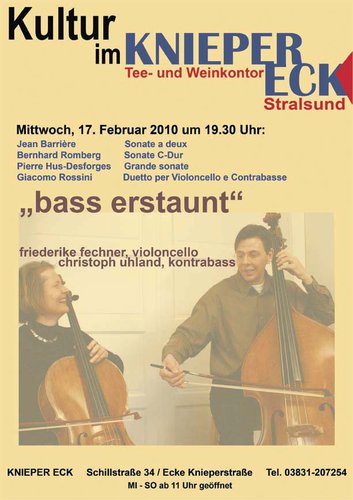 Kultur
im KNIEPER
Tee- und Weinkontor ECK
Stralsund
Mittwoch, 17. Februar 2010 um 19.30 Uhr:
Jean Barrière Sonate a deux
Bernhard Romberg Sonate C-Dur
Pierre Hus-Desforges Grande sonate
Giacomo Rossini Duetto per Violoncello e Contrabasse
„bass erstaunt“
friederike fechner, violoncello
christoph uhland, kontrabass
KNIEPER ECK Schillstraße 34 / Ecke Knieperstraße Tel. 03831-207254
MI - SO ab 11 Uhr geöffnet